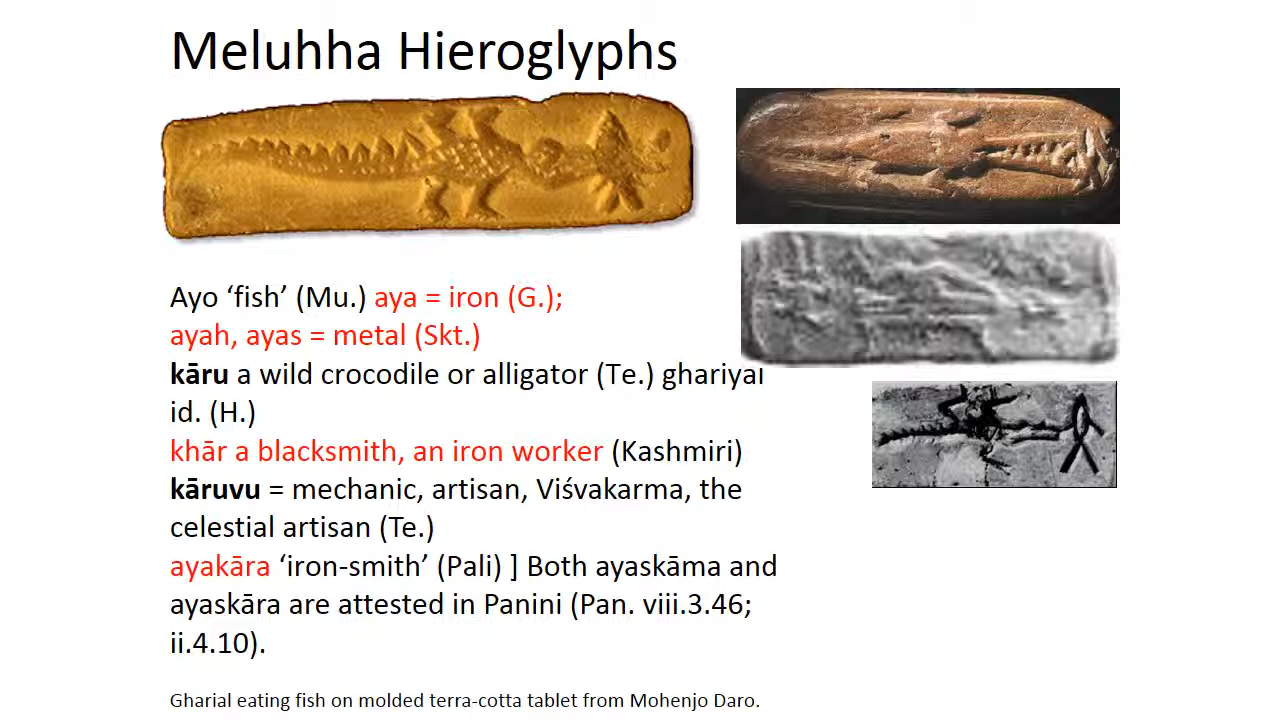 Meluhha Hieroglyphs
Ayo ‘fish’ (Mu.) aya = iron (G.);
ayah, ayas = metal (Skt.)
kāru a wild crocodile or alligator (Te.) ghariyal
id. (H.)
khār a blacksmith, an iron worker (Kashmiri)
kāruvu = mechanic, artisan, Viśvakarma, the
celestial artisan (Te.)
ayakāra ‘iron-smith’ (Pali) ] Both ayaskāma and
ayaskāra are attested in Panini (Pan. viii.3.46;
ii.4.10).
Gharial eating fish on molded terra-cotta tablet from Mohenjo Daro.